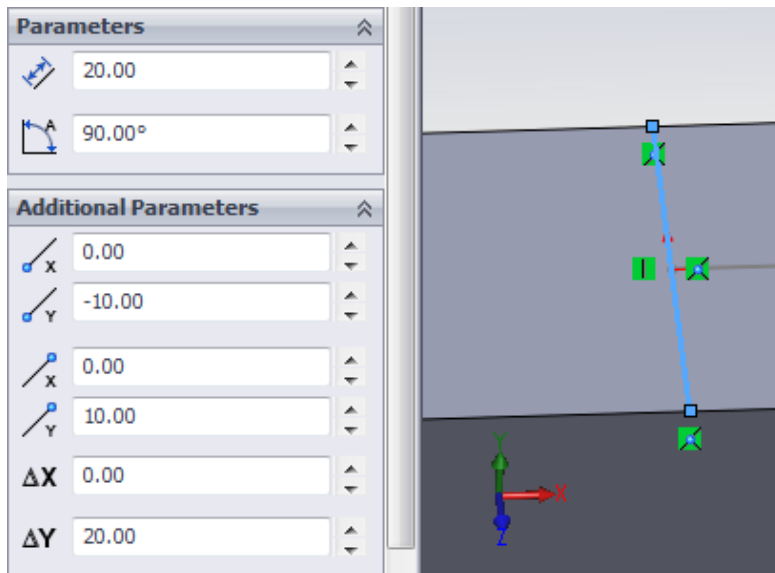 Parameters
20.00
A
90.00°
Additional Parameters
X
0.00
Y
-10.00
X
0.00
Y
10.00
ΔX
0.00
ΔY
20.00
Y
X
Z